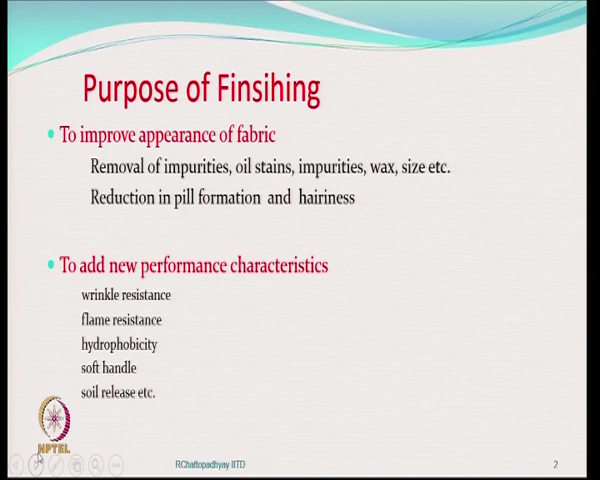 Purpose of Finsihing
To improve appearance of fabric
Removal of impurities, oil stains, impurities, wax, size etc.
Reduction in pill formation and hairiness
To add new performance characteristics
wrinkle resistance
flame resistance
hydrophobicity
soft handle
soil release etc.
NPTEL
RChattopadhyay IITD
2